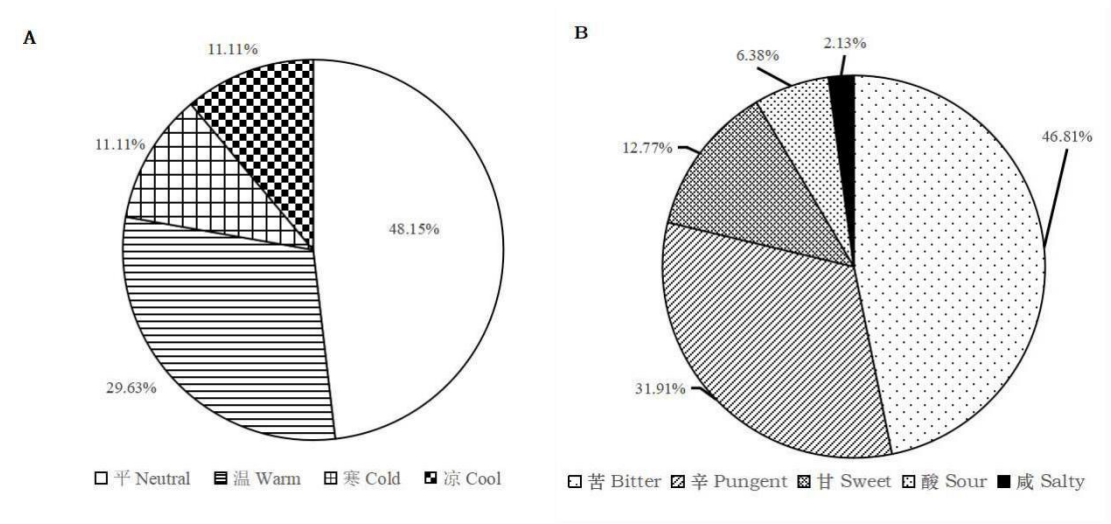 A
11.11%
11.11%
48.15%
29.63%
平 Neutral 温 Warm 寒 Cold 凉 Cool
B
2.13%
6.38%
46.81%
12.77%
31.91%
苦 Bitter 辛 Pungent 甘 Sweet 酸 Sour 咸 Salty